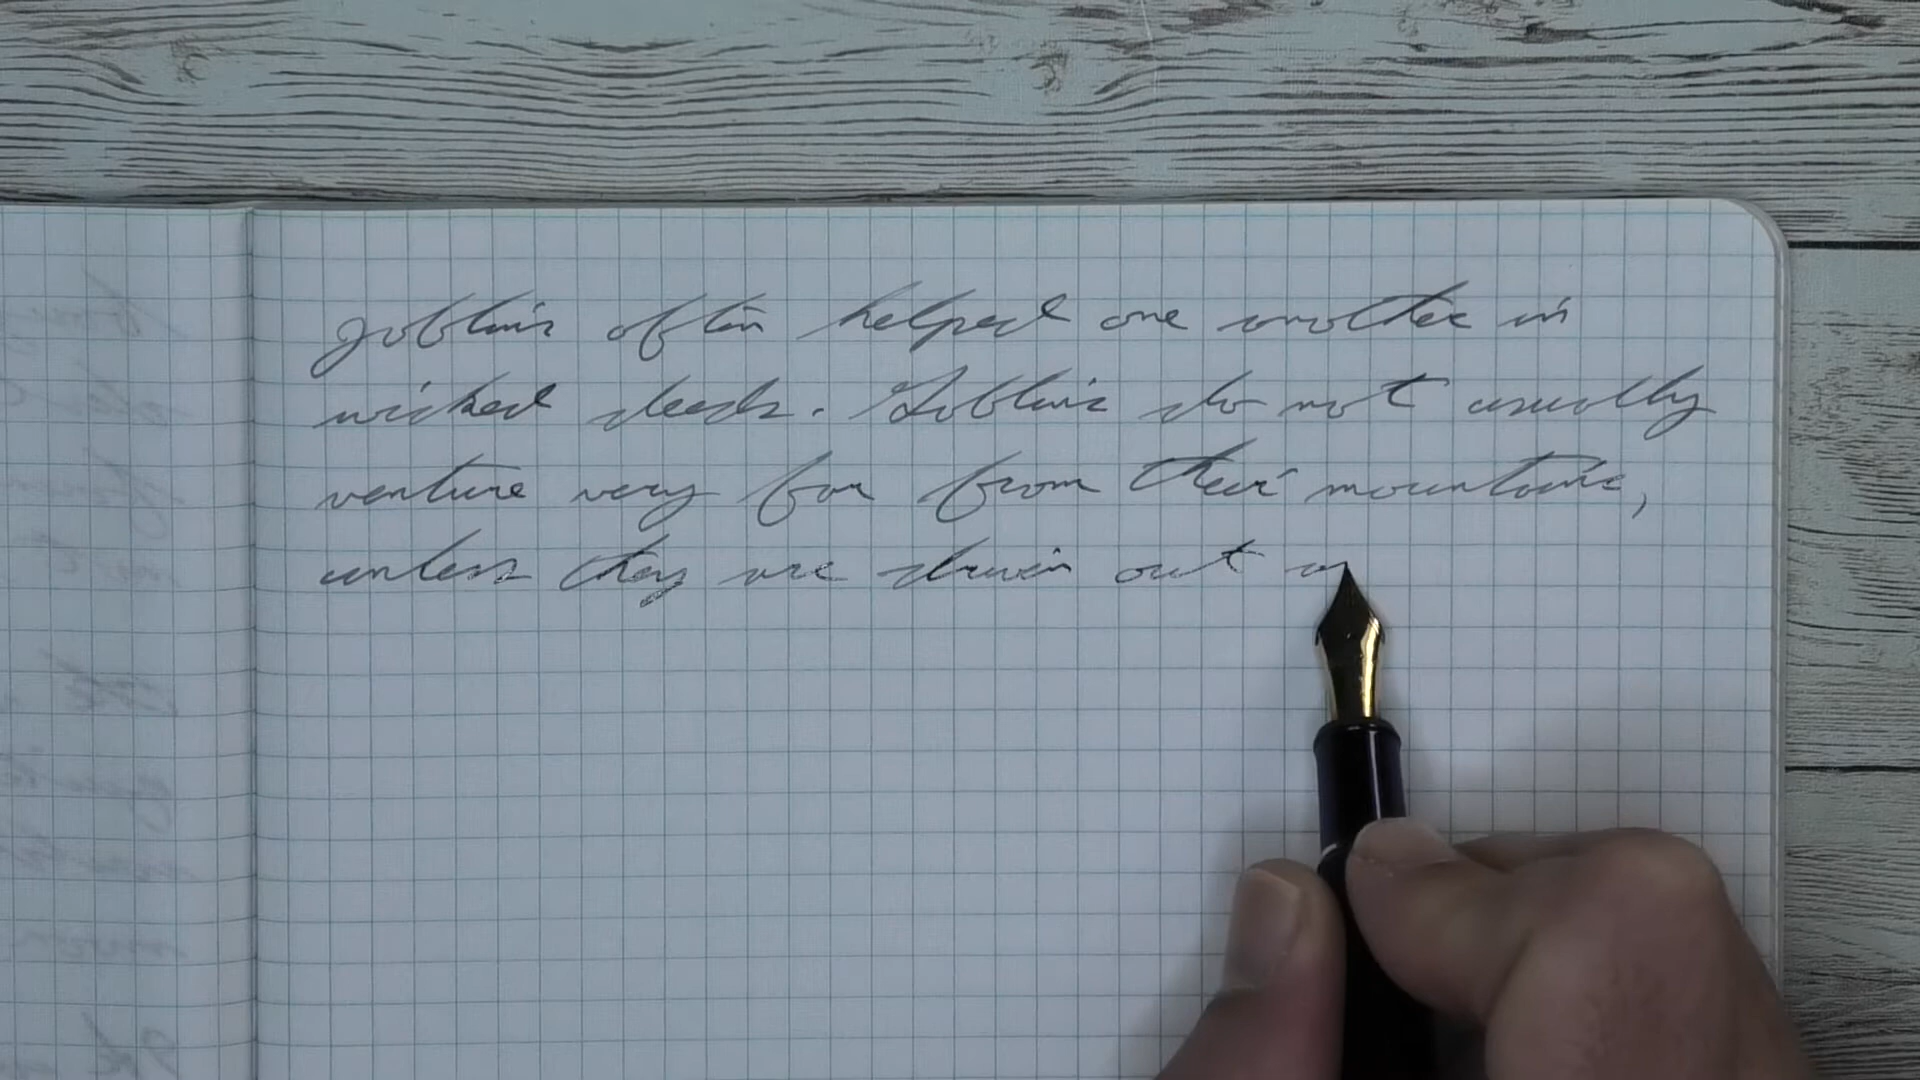 goblins often helped one another in
wicked deeds. Goblins do not usually
venture very far from their mountains,
unless they are driven out